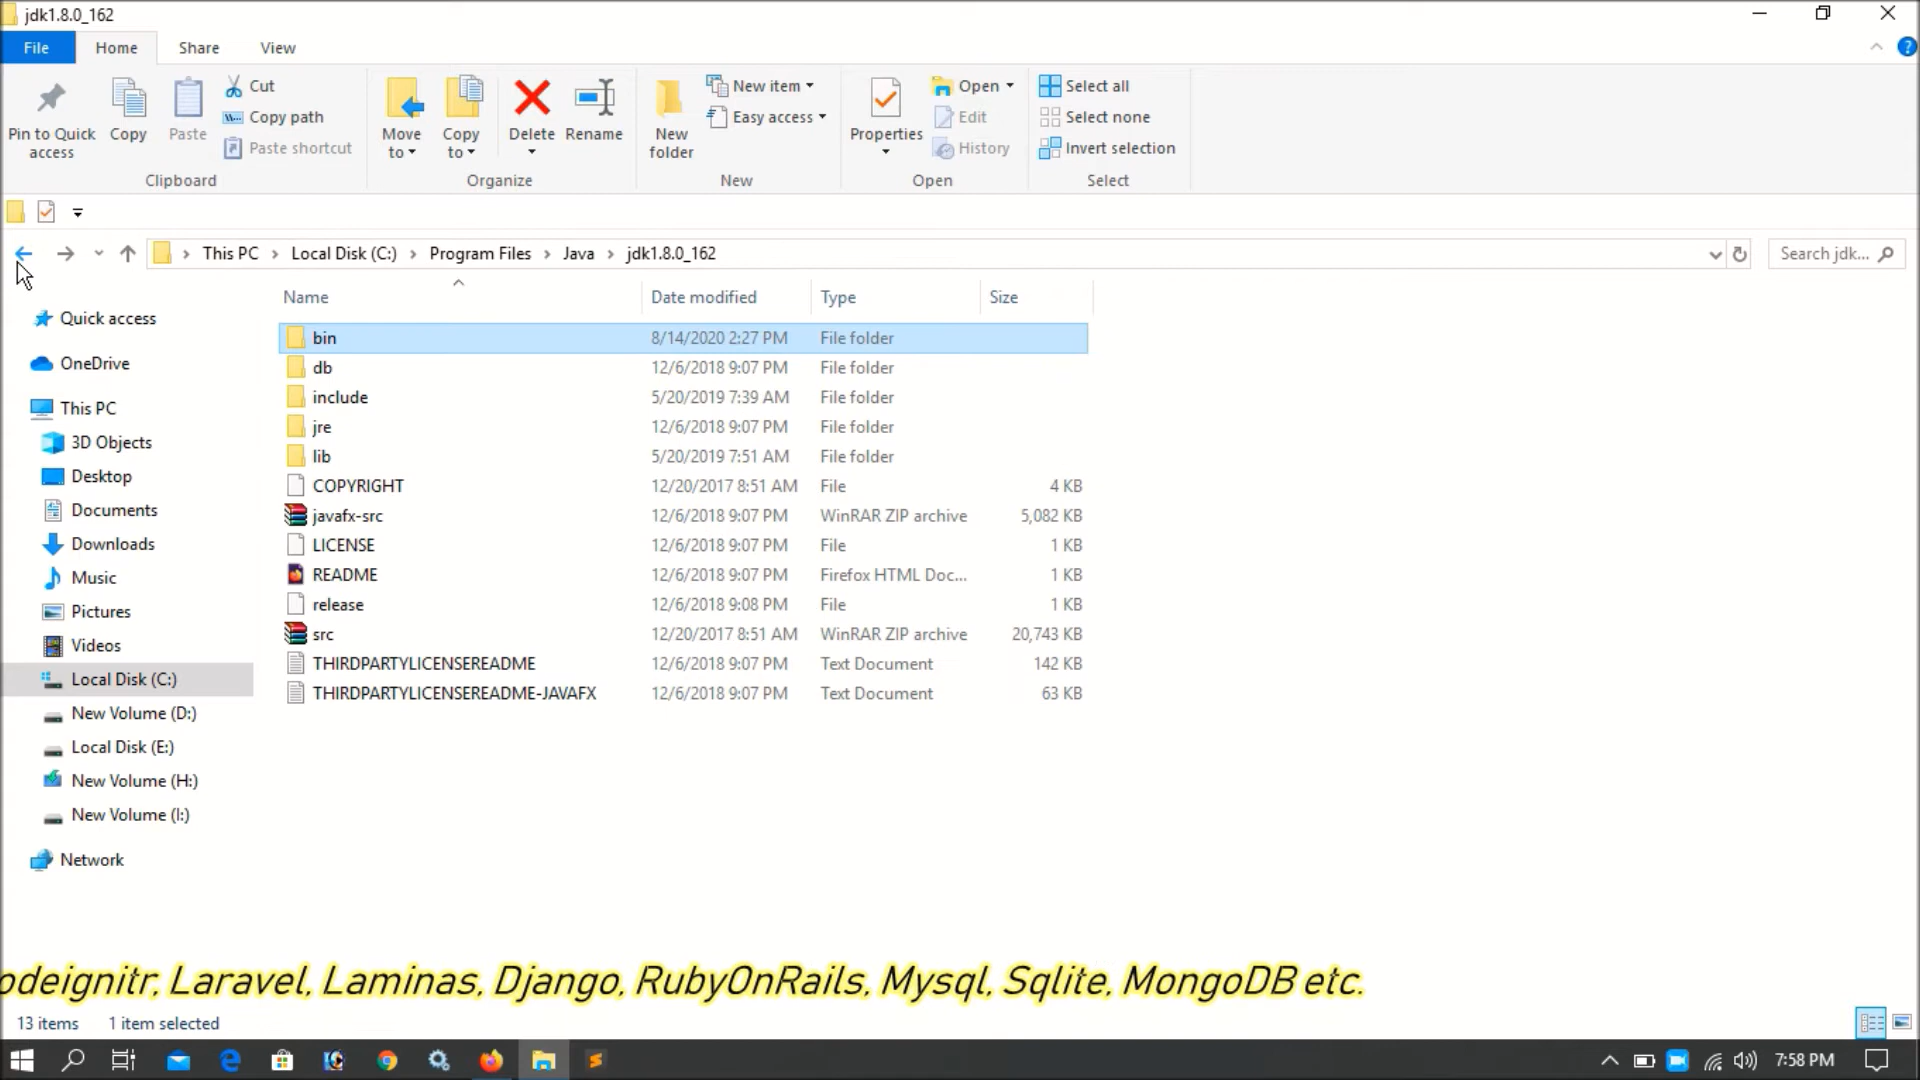 jdk1.8.0_162
File
Home
Share
View
Pin to Quick access
Copy
Paste
Cut
Copy path
Paste shortcut
Clipboard
Move to
Copy to
Delete
Rename
Organize
New folder
New item
Easy access
New
Properties
Open
Edit
History
Open
Select all
Select none
Invert selection
Select
This PC > Local Disk (C:) > Program Files > Java > jdk1.8.0_162
Search jdk...
Quick access
OneDrive
This PC
3D Objects
Desktop
Documents
Downloads
Music
Pictures
Videos
Local Disk (C:)
New Volume (D:)
Local Disk (E:)
New Volume (H:)
New Volume (I:)
Network
Name Date modified Type Size
bin 8/14/2020 2:27 PM File folder
db 12/6/2018 9:07 PM File folder
include 5/20/2019 7:39 AM File folder
jre 12/6/2018 9:07 PM File folder
lib 5/20/2019 7:51 AM File folder
COPYRIGHT 12/20/2017 8:51 AM File 4 KB
javafx-src 12/6/2018 9:07 PM WinRAR ZIP archive 5,082 KB
LICENSE 12/6/2018 9:07 PM File 1 KB
README 12/6/2018 9:07 PM Firefox HTML Doc... 1 KB
release 12/6/2018 9:08 PM File 1 KB
src 12/20/2017 8:51 AM WinRAR ZIP archive 20,743 KB
THIRDPARTYLICENSEREADME 12/6/2018 9:07 PM Text Document 142 KB
THIRDPARTYLICENSEREADME-JAVAFX 12/6/2018 9:07 PM Text Document 63 KB
odeignitr, Laravel, Laminas, Django, RubyOnRails, Mysql, Sqlite, MongoDB etc.
13 items 1 item selected
7:58 PM